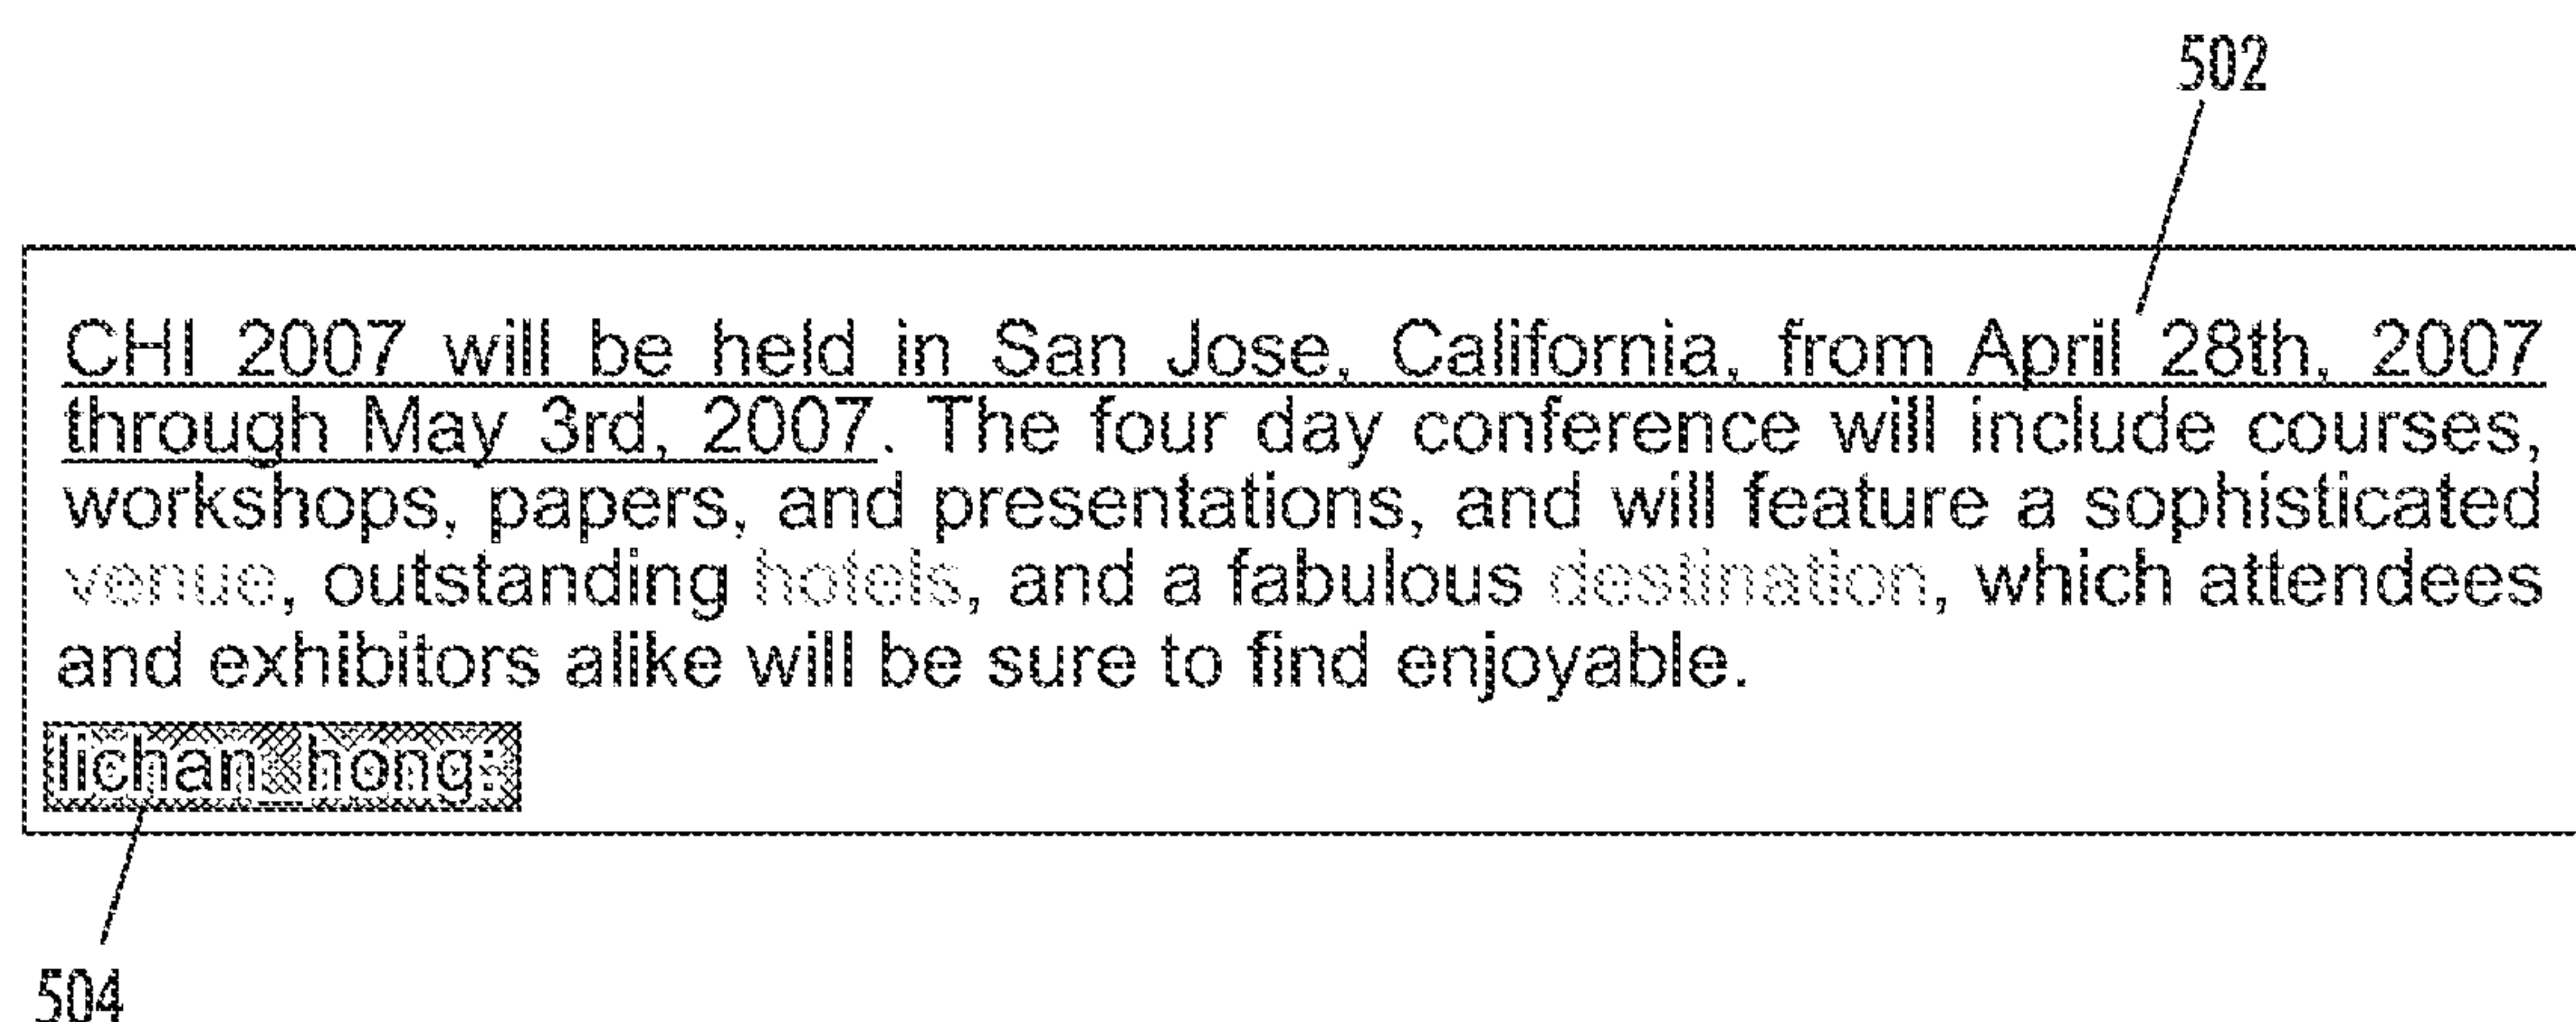 502
CHI 2007 will be held in San Jose, California, from April 28th, 2007
through May 3rd, 2007. The four day conference will include courses,
workshops, papers, and presentations, and will feature a sophisticated
venue, outstanding hotels, and a fabulous destination, which attendees
and exhibitors alike will be sure to find enjoyable.
lichan_hong:
504